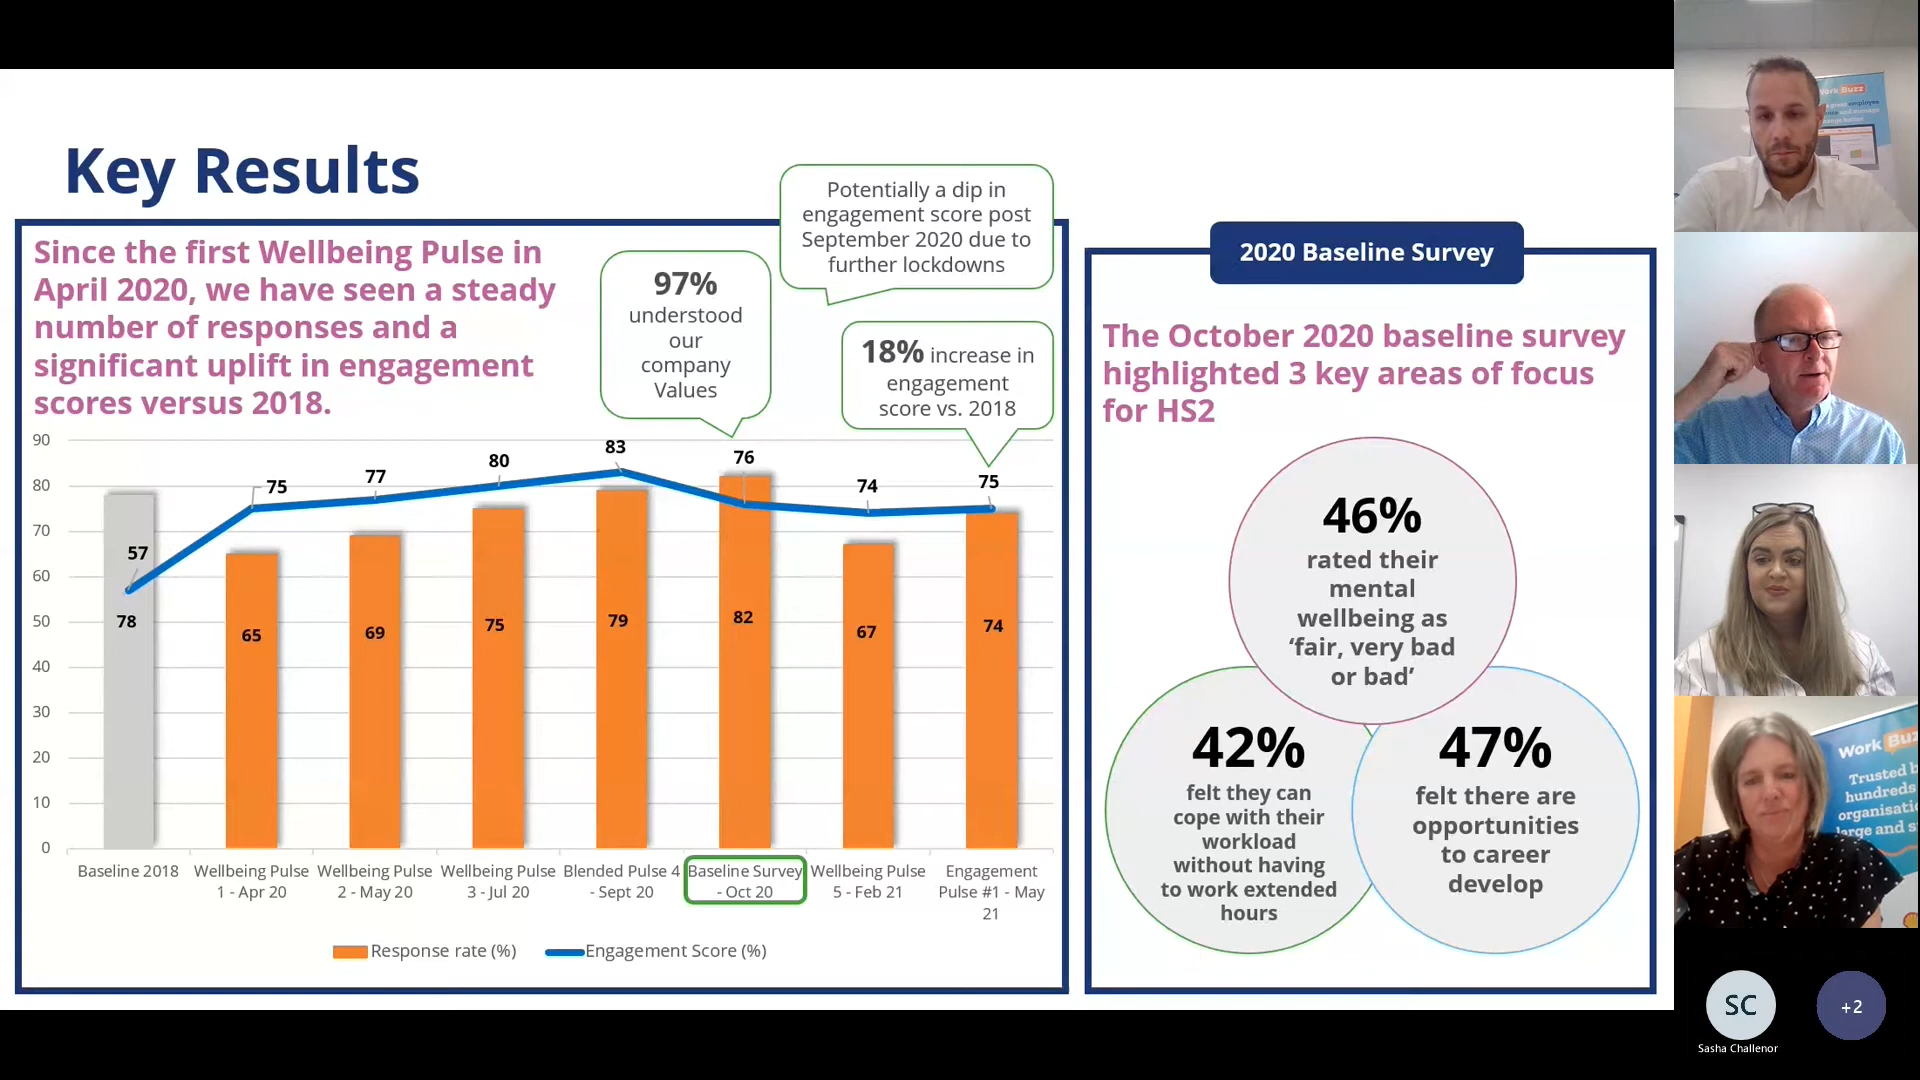 Key Results
Since the first Wellbeing Pulse in
April 2020, we have seen a steady
number of responses and a
significant uplift in engagement
scores versus 2018.
97%
understood
our
company
Values
Potentially a dip in
engagement score post
September 2020 due to
further lockdowns
18% increase in
engagement
score vs. 2018
90
80
70
60
50
40
30
20
10
0
57
75
77
80
83
76
74
75
78
65
69
75
79
82
67
74
Baseline 2018
Wellbeing Pulse
1 - Apr 20
Wellbeing Pulse
2 - May 20
Wellbeing Pulse
3 - Jul 20
Blended Pulse 4
- Sept 20
Baseline Survey
- Oct 20
Wellbeing Pulse
5 - Feb 21
Engagement
Pulse #1 - May
21
Response rate (%)
Engagement Score (%)
2020 Baseline Survey
The October 2020 baseline survey
highlighted 3 key areas of focus
for HS2
46%
rated their
mental
wellbeing as
‘fair, very bad
or bad’
42%
felt they can
cope with their
workload
without having
to work extended
hours
47%
felt there are
opportunities
to career
develop
Work Buzz
Trusted
hundreds
large and
SC
Sasha Challenor
+2